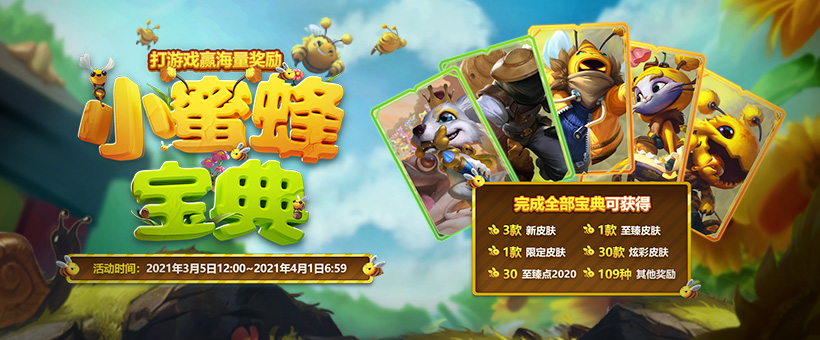 打游戏赢海量奖励
小蜜蜂
宝典
活动时间：2021年3月5日12:00~2021年4月1日6:59
完成全部宝典可获得
3款 新皮肤
1款 至臻皮肤
1款 限定皮肤
30款 炫彩皮肤
30 至臻点2020
109种 其他奖励